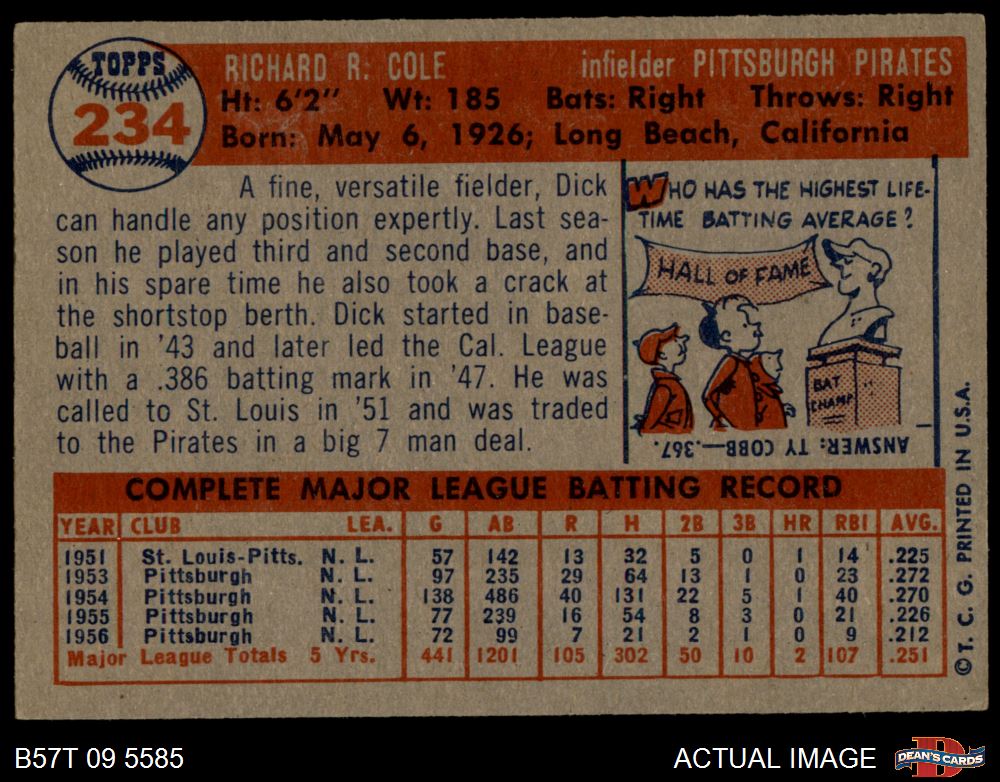 TOPPS
234
RICHARD R. COLE infielder PITTSBURGH PIRATES
Ht: 6'2" Wt: 185 Bats: Right Throws: Right
Born: May 6, 1926; Long Beach, California
A fine, versatile fielder, Dick
can handle any position expertly. Last sea-
son he played third and second base, and
in his spare time he also took a crack at
the shortstop berth. Dick started in base-
ball in '43 and later led the Cal. League
with a .386 batting mark in '47. He was
called to St. Louis in '51 and was traded
to the Pirates in a big 7 man deal.
WHO HAS THE HIGHEST LIFE-
TIME BATTING AVERAGE?
HALL OF FAME
BAT
CHAMP
ANSWER: TY COBB—.367.
COMPLETE MAJOR LEAGUE BATTING RECORD
YEAR CLUB LEA. G AB R H 2B 3B HR RBI AVG.
1951 St. Louis-Pitts. N. L. 57 142 13 32 5 0 1 14 .225
1953 Pittsburgh N. L. 97 235 29 64 13 1 0 23 .272
1954 Pittsburgh N. L. 138 486 40 131 22 5 1 40 .270
1955 Pittsburgh N. L. 77 239 16 54 8 3 0 21 .226
1956 Pittsburgh N. L. 72 99 7 21 2 1 0 9 .212
Major League Totals 5 Yrs. 441 1201 105 302 50 10 2 107 .251
©T. C. G. PRINTED IN U.S.A.
B57T 09 5585
ACTUAL IMAGE
DEAN'S CARDS